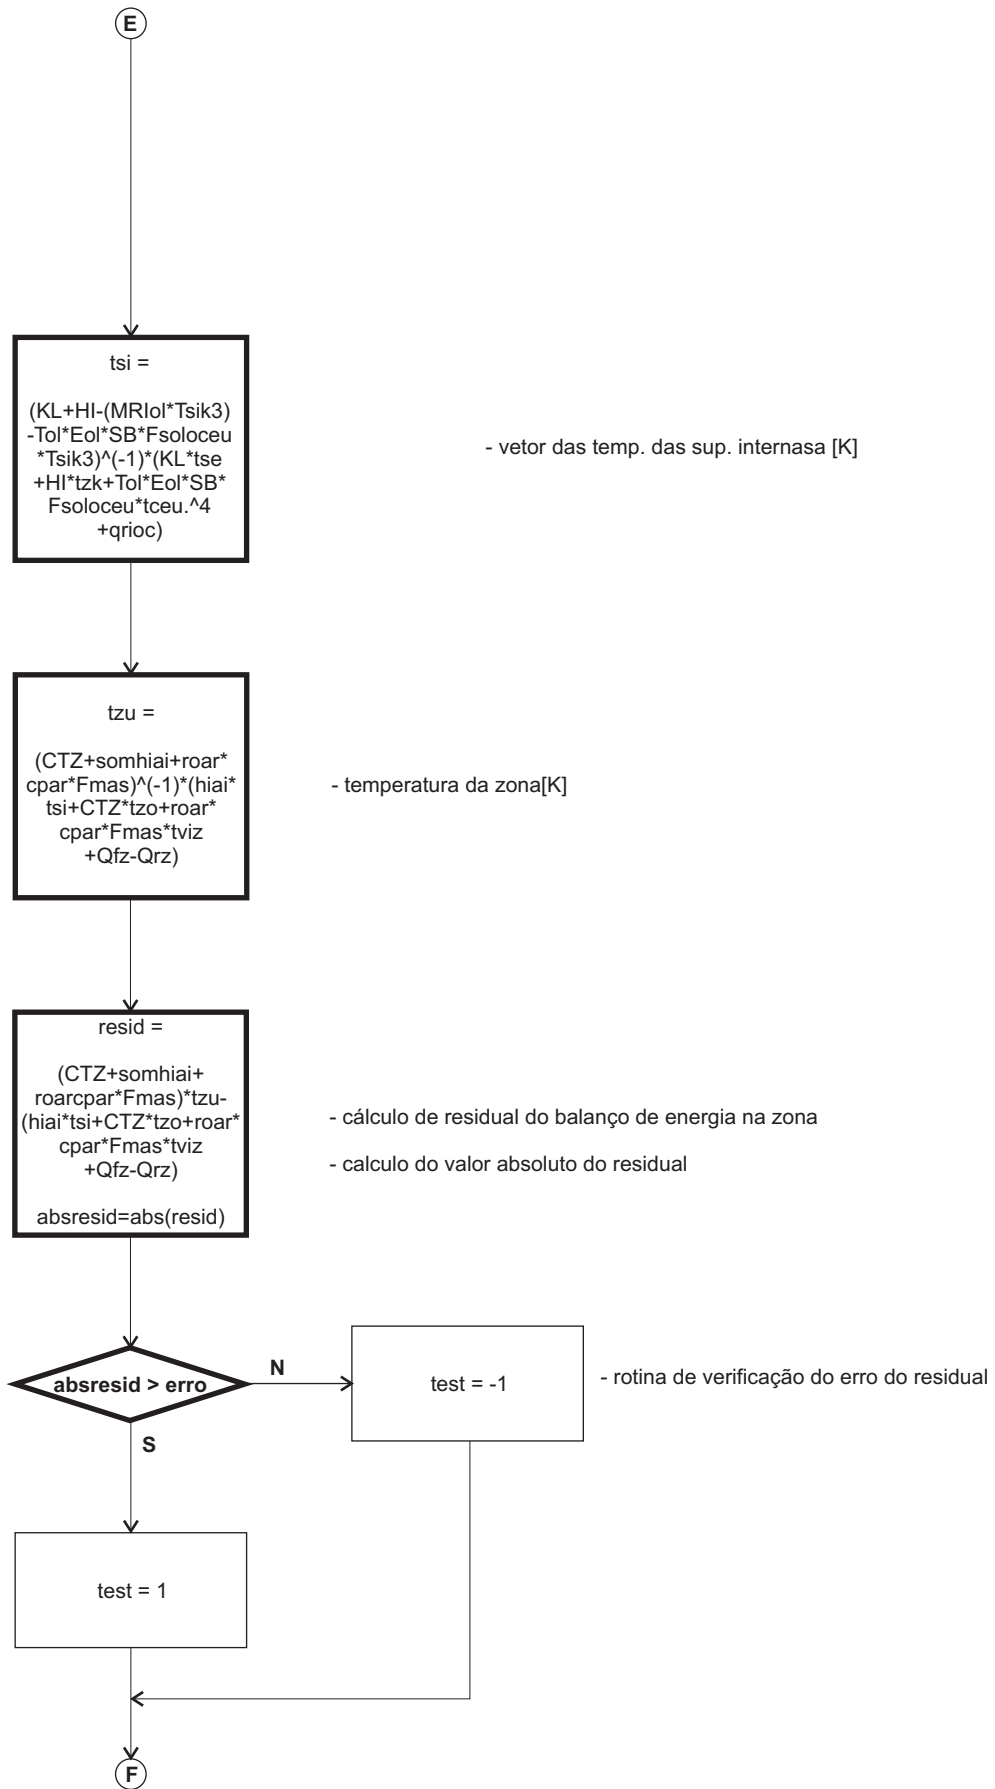 E
tsi =
(KL+HI-(MRIol*Tsik3)
-Tol*Eol*SB*Fsoloceu
*Tsik3)^(-1)*(KL*tse
+HI*tzk+Tol*Eol*SB*
Fsoloceu*tceu.^4
+qrioc)
- vetor das temp. das sup. internasa [K]
tzu =
(CTZ+somhiai+roar*
cpar*Fmas)^(-1)*(hiai*
tsi+CTZ*tzo+roar*
cpar*Fmas*tviz
+Qfz-Qrz)
- temperatura da zona[K]
resid =
(CTZ+somhiai+
roarcpar*Fmas)*tzu-
(hiai*tsi+CTZ*tzo+roar*
cpar*Fmas*tviz
+Qfz-Qrz)
absresid=abs(resid)
- cálculo de residual do balanço de energia na zona
- calculo do valor absoluto do residual
absresid > erro
N
test = -1
- rotina de verificação do erro do residual
S
test = 1
F